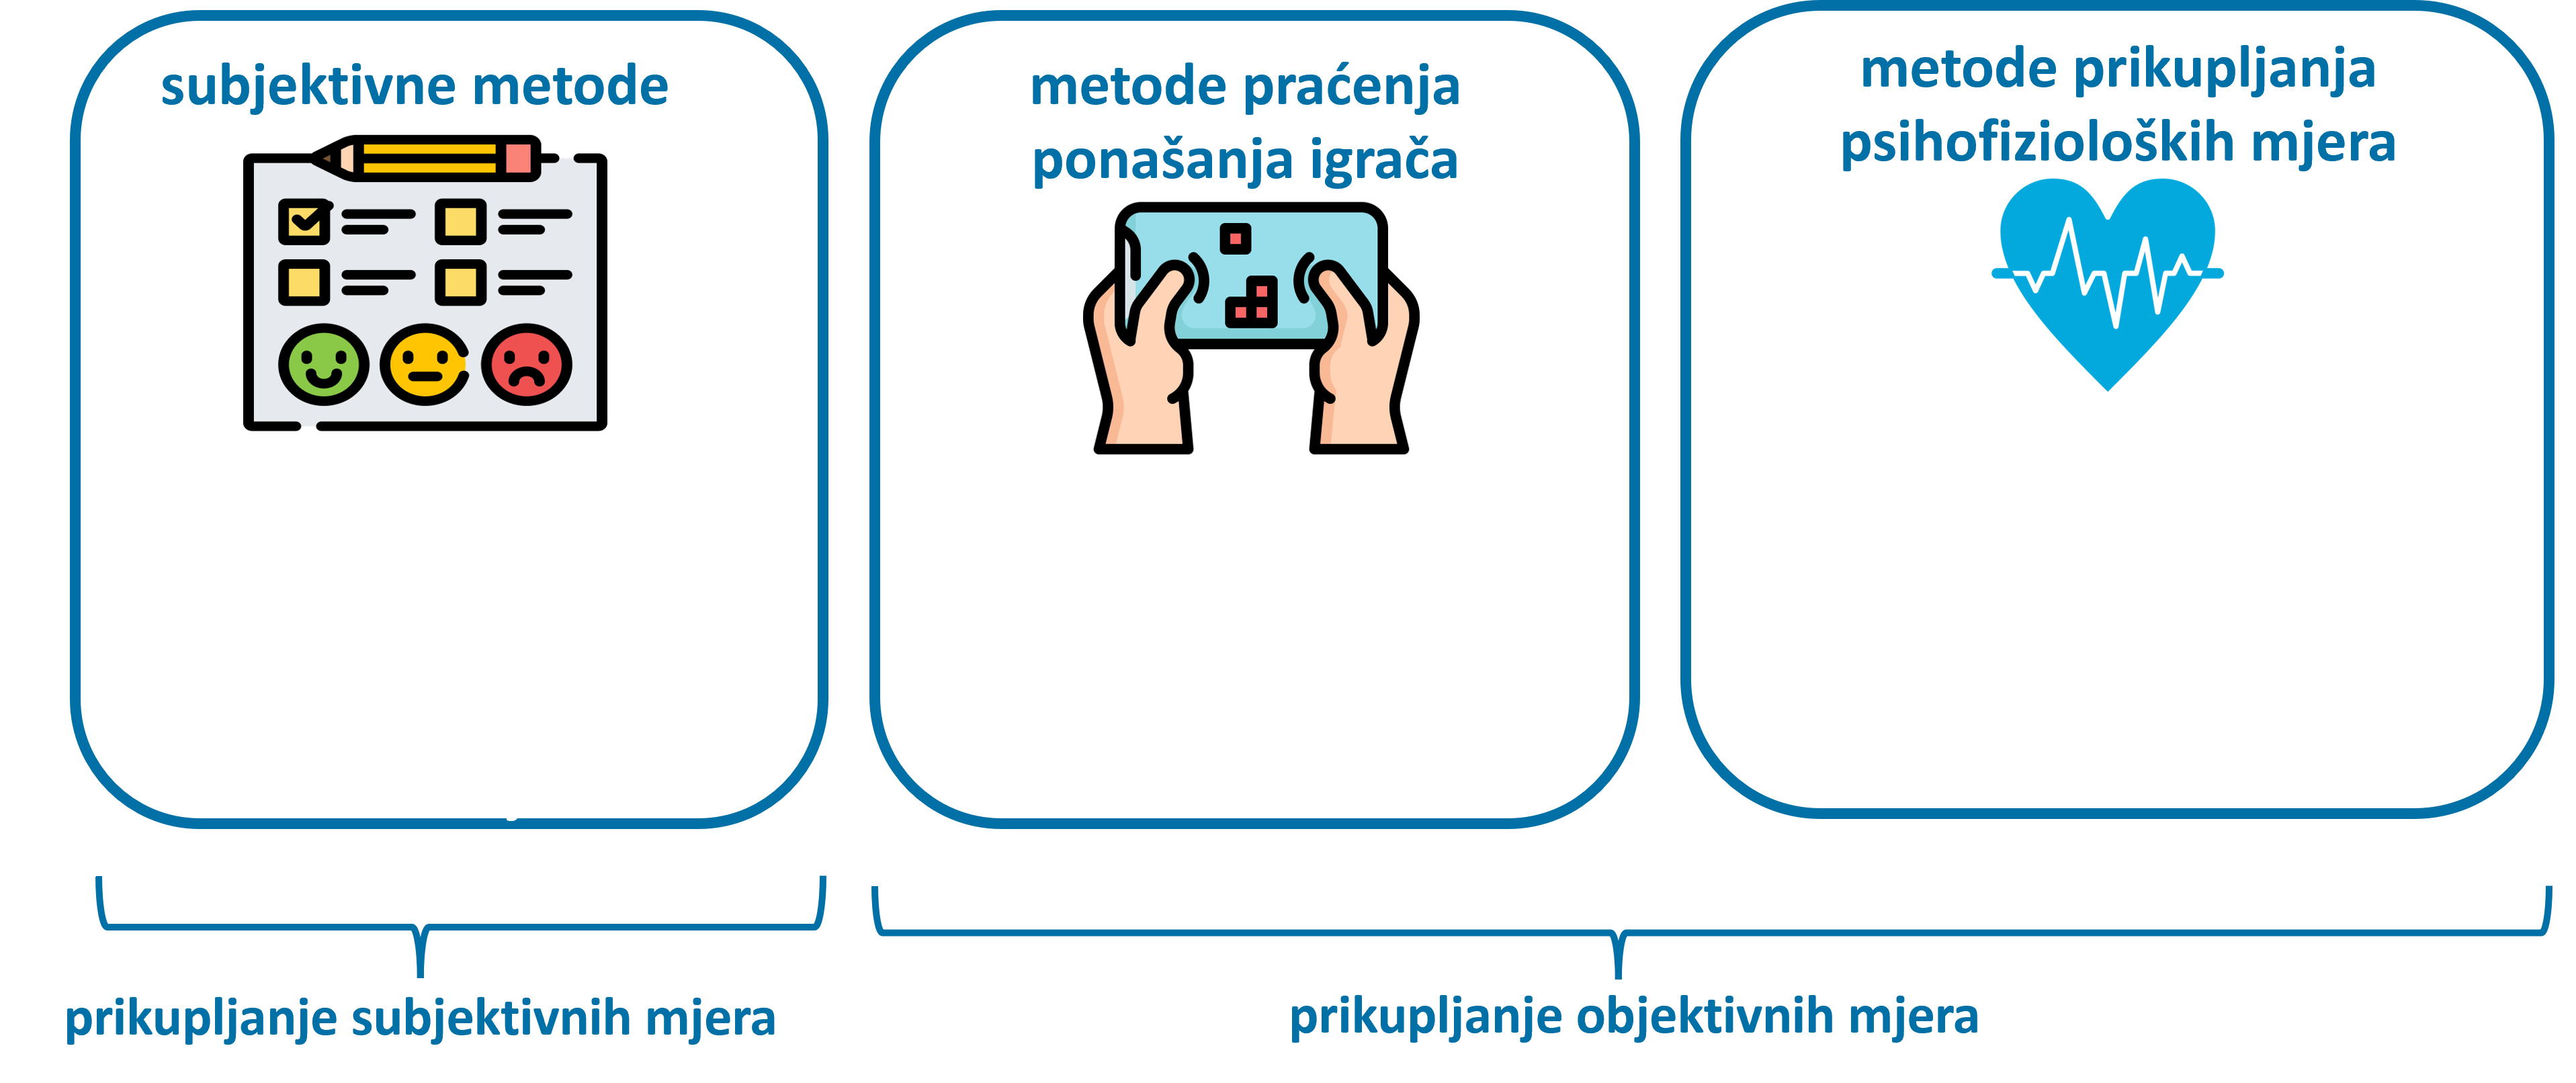 subjektivne metode
metode praćenja
ponašanja igrača
metode prikupljanja
psihofizioloških mjera
prikupljanje subjektivnih mjera
prikupljanje objektivnih mjera